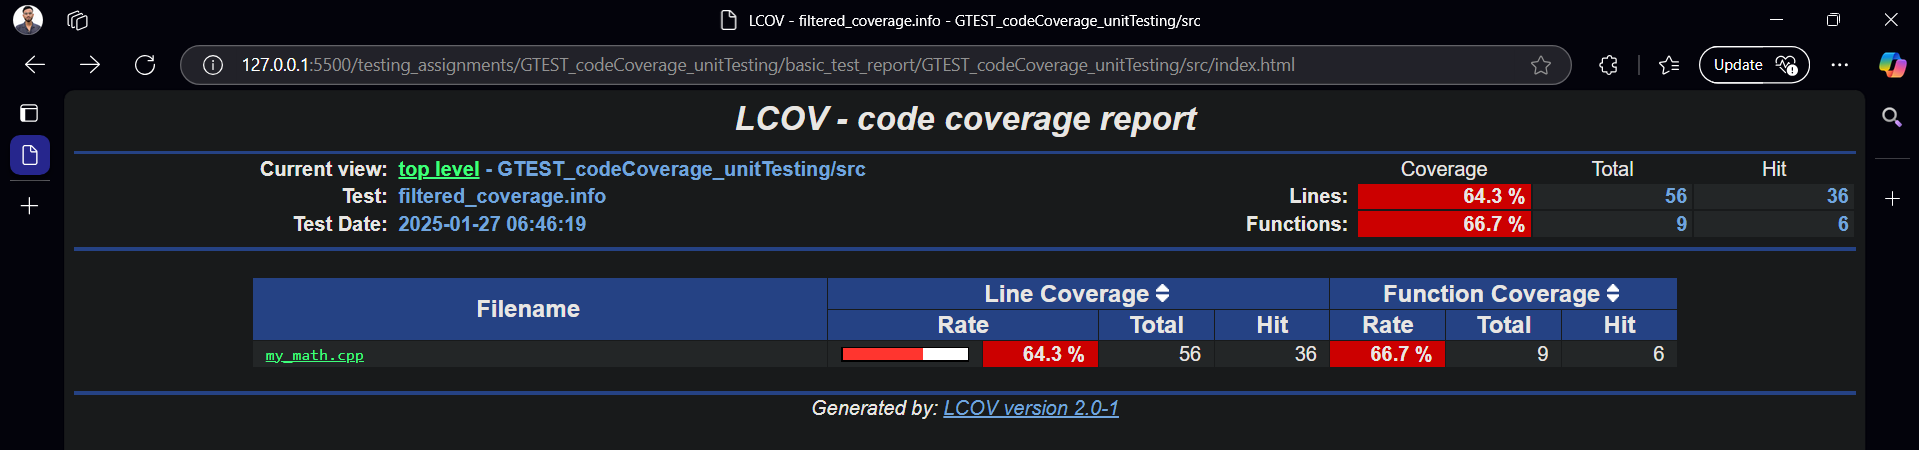 LCOV - filtered_coverage.info - GTEST_codeCoverage_unitTesting/src
127.0.0.1:5500/testing_assignments/GTEST_codeCoverage_unitTesting/basic_test_report/GTEST_codeCoverage_unitTesting/src/index.html
Update
LCOV - code coverage report
Current view: top level - GTEST_codeCoverage_unitTesting/src Coverage Total Hit
Test: filtered_coverage.info Lines: 64.3 % 56 36
Test Date: 2025-01-27 06:46:19 Functions: 66.7 % 9 6
Filename Line Coverage Function Coverage
Rate Total Hit Rate Total Hit
my_math.cpp 64.3 % 56 36 66.7 % 9 6
Generated by: LCOV version 2.0-1